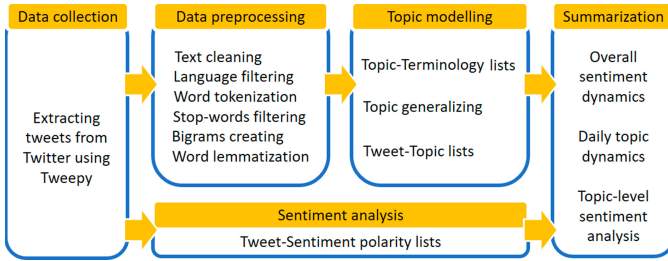 Data collection
Extracting
tweets from
Twitter using
Tweepy
Data preprocessing
Text cleaning
Language filtering
Word tokenization
Stop-words filtering
Bigrams creating
Word lemmatization
Topic modelling
Topic-Terminology lists
Topic generalizing
Tweet-Topic lists
Sentiment analysis
Tweet-Sentiment polarity lists
Summarization
Overall
sentiment
dynamics
Daily topic
dynamics
Topic-level
sentiment
analysis